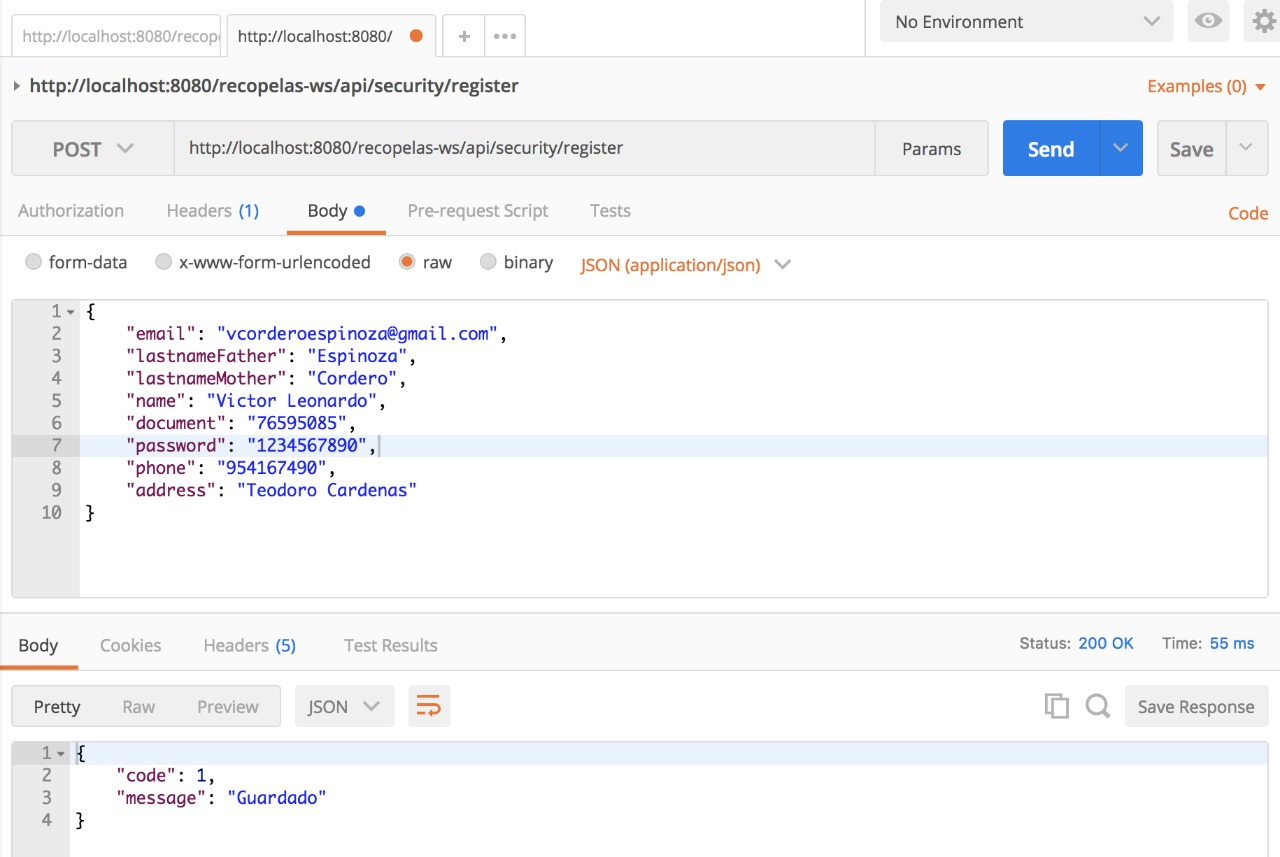 http://localhost:8080/recope
http://localhost:8080/
No Environment
http://localhost:8080/recopelas-ws/api/security/register
Examples (0)
POST
http://localhost:8080/recopelas-ws/api/security/register
Params
Send
Save
Authorization
Headers (1)
Body
Pre-request Script
Tests
Code
form-data
x-www-form-urlencoded
raw
binary
JSON (application/json)
1 {
2 "email": "vcorderoespinoza@gmail.com",
3 "lastnameFather": "Espinoza",
4 "lastnameMother": "Cordero",
5 "name": "Victor Leonardo",
6 "document": "76595085",
7 "password": "1234567890",
8 "phone": "954167490",
9 "address": "Teodoro Cardenas"
10 }
Body
Cookies
Headers (5)
Test Results
Status: 200 OK
Time: 55 ms
Pretty
Raw
Preview
JSON
Save Response
1 {
2 "code": 1,
3 "message": "Guardado"
4 }